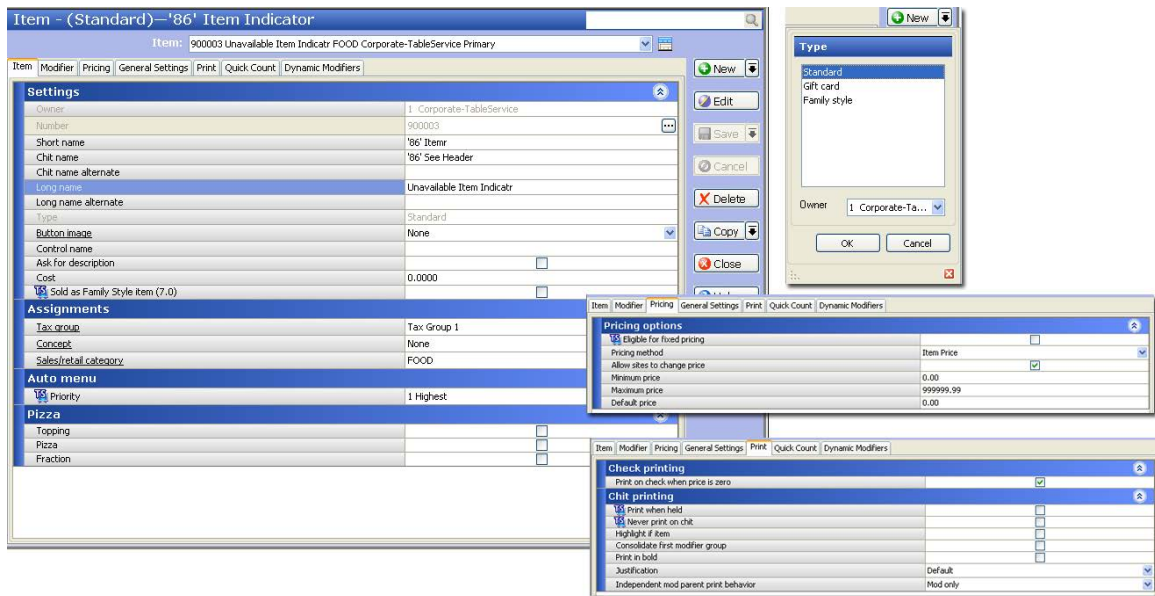 Item - (Standard)—'86' Item Indicator
Item: 900003 Unavailable Item Indicatr FOOD Corporate-TableService Primary
Item Modifier Pricing General Settings Print Quick Count Dynamic Modifiers
Settings
Owner 1 Corporate-TableService
Number 900003
Short name '86' Itemr
Chit name '86' See Header
Chit name alternate
Long name Unavailable Item Indicatr
Long name alternate
Type Standard
Button image None
Control name
Ask for description
Cost 0.0000
Sold as Family Style item (7.0)
Assignments
Tax group Tax Group 1
Concept None
Sales/retail category FOOD
Auto menu
Priority 1 Highest
Pizza
Topping
Pizza
Fraction
New
Edit
Save
Cancel
Delete
Copy
Close
New
Type
Standard
Gift card
Family style
Owner 1 Corporate-Ta...
OK Cancel
Item Modifier Pricing General Settings Print Quick Count Dynamic Modifiers
Pricing options
Eligible for fixed pricing
Pricing method Item Price
Allow sites to change price
Minimum price 0.00
Maximum price 999999.99
Default price 0.00
Item Modifier Pricing General Settings Print Quick Count Dynamic Modifiers
Check printing
Print on check when price is zero
Chit printing
Print when held
Never print on chit
Highlight if item
Consolidate first modifier group
Print in bold
Justification Default
Independent mod parent print behavior Mod only